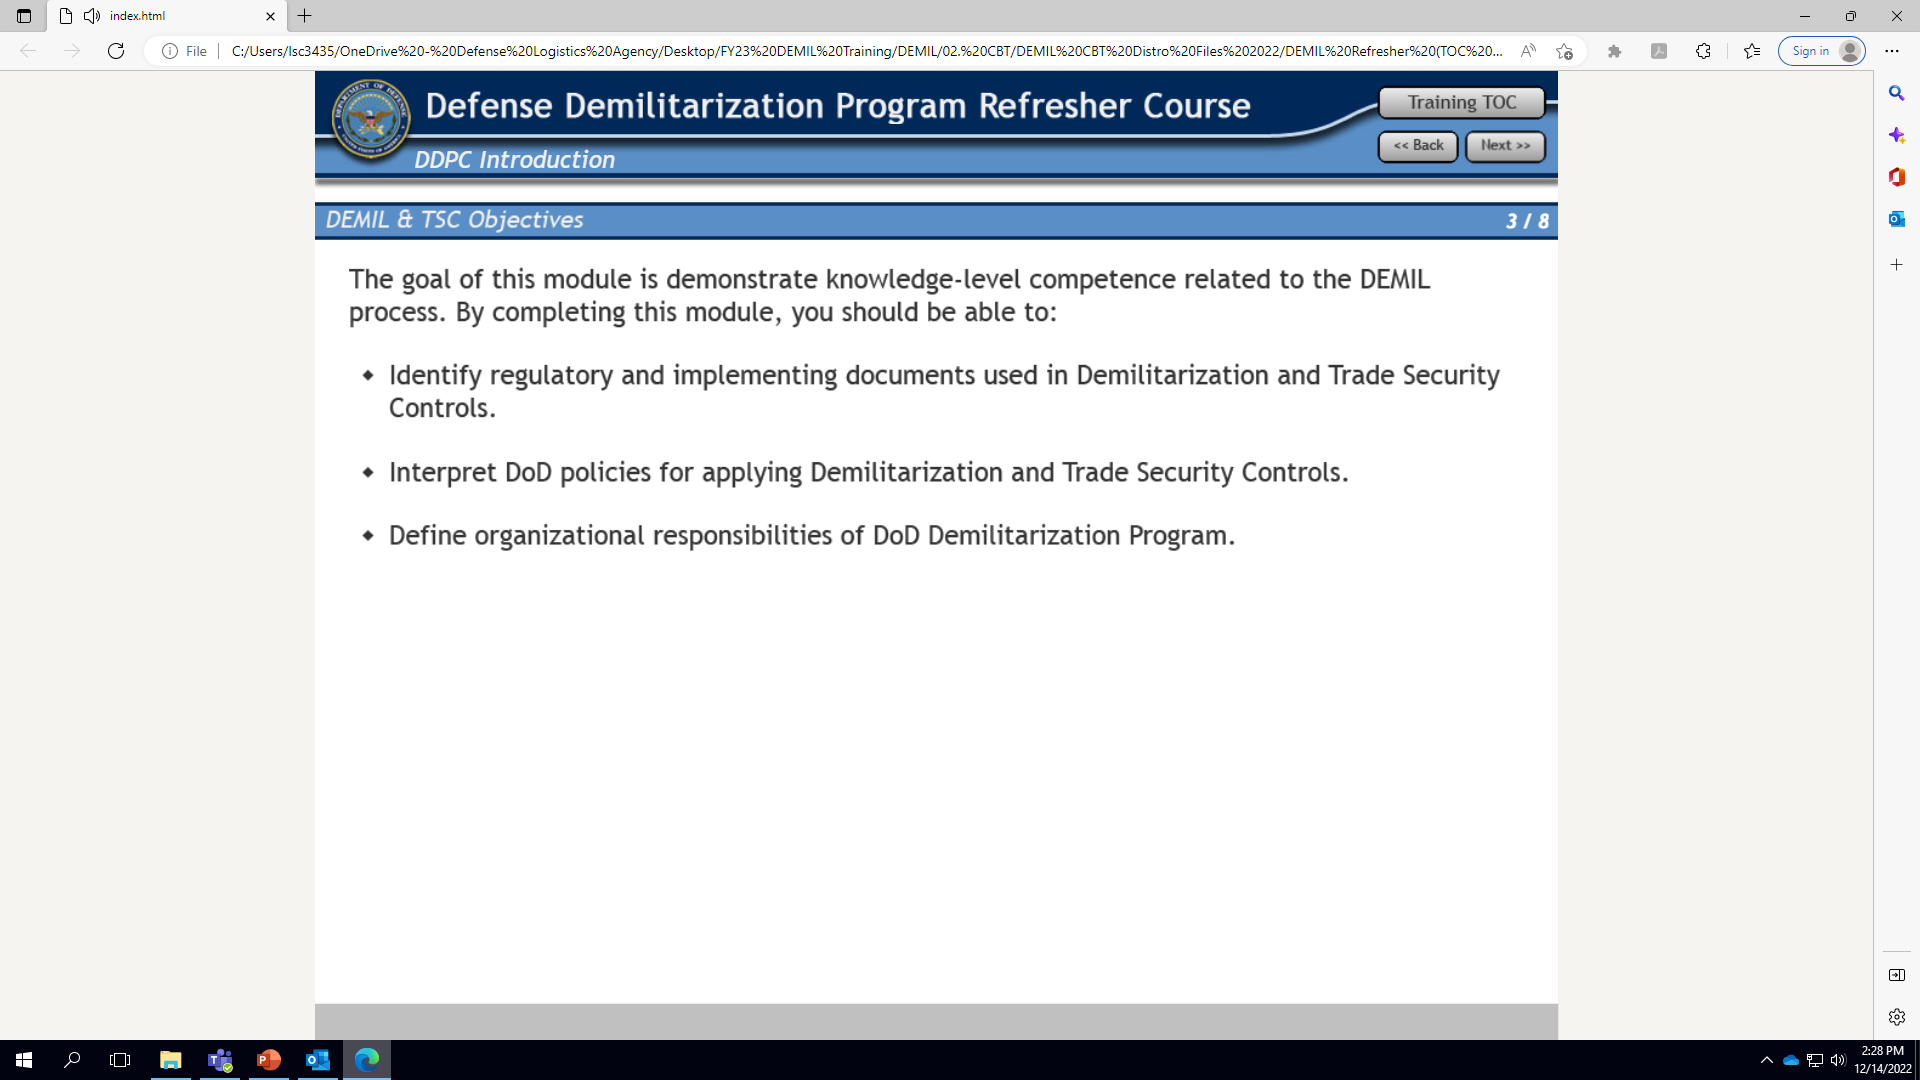 index.html
File
C:/Users/lsc3435/OneDrive%20-%20Defense%20Logistics%20Agency/Desktop/FY23%20DEMIL%20Training/DEMIL/02.%20CBT/DEMIL%20CBT%20Distro%20Files%202022/DEMIL%20Refresher%20(TOC%20...
Sign in
Defense Demilitarization Program Refresher Course
Training TOC
<< Back
Next >>
DDPC Introduction
DEMIL & TSC Objectives
3 / 8
The goal of this module is demonstrate knowledge-level competence related to the DEMIL
process. By completing this module, you should be able to:
Identify regulatory and implementing documents used in Demilitarization and Trade Security
Controls.
Interpret DoD policies for applying Demilitarization and Trade Security Controls.
Define organizational responsibilities of DoD Demilitarization Program.
2:28 PM
12/14/2022